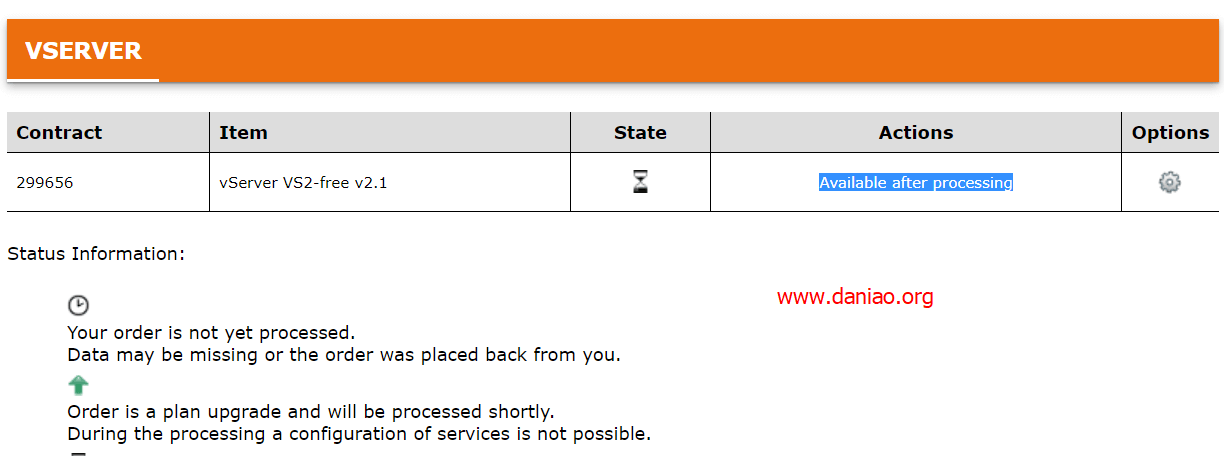 VSERVER
Contract Item State Actions Options
299656 vServer VS2-free v2.1 Available after processing
Status Information:
www.daniao.org
Your order is not yet processed.
Data may be missing or the order was placed back from you.
Order is a plan upgrade and will be processed shortly.
During the processing a configuration of services is not possible.